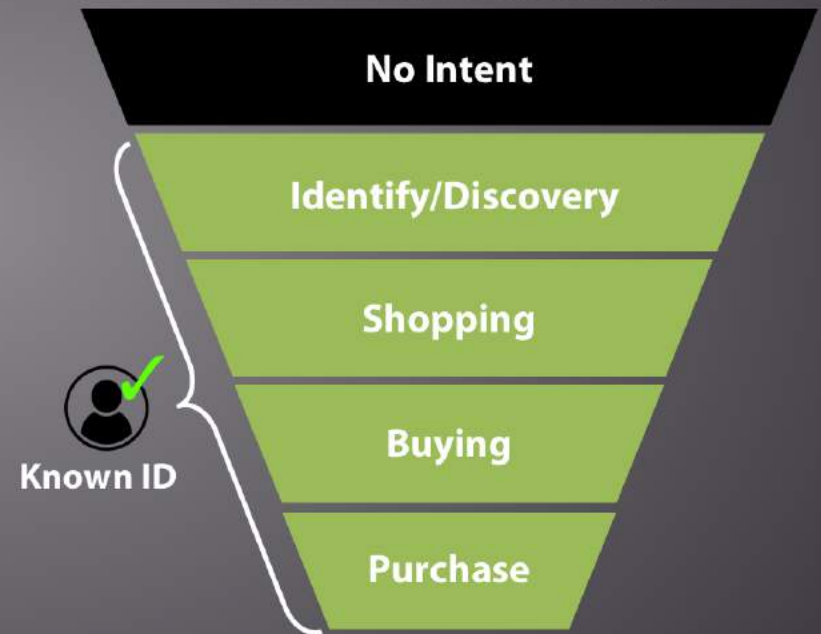 No Intent
Identify/Discovery
Shopping
Buying
Known ID
Purchase